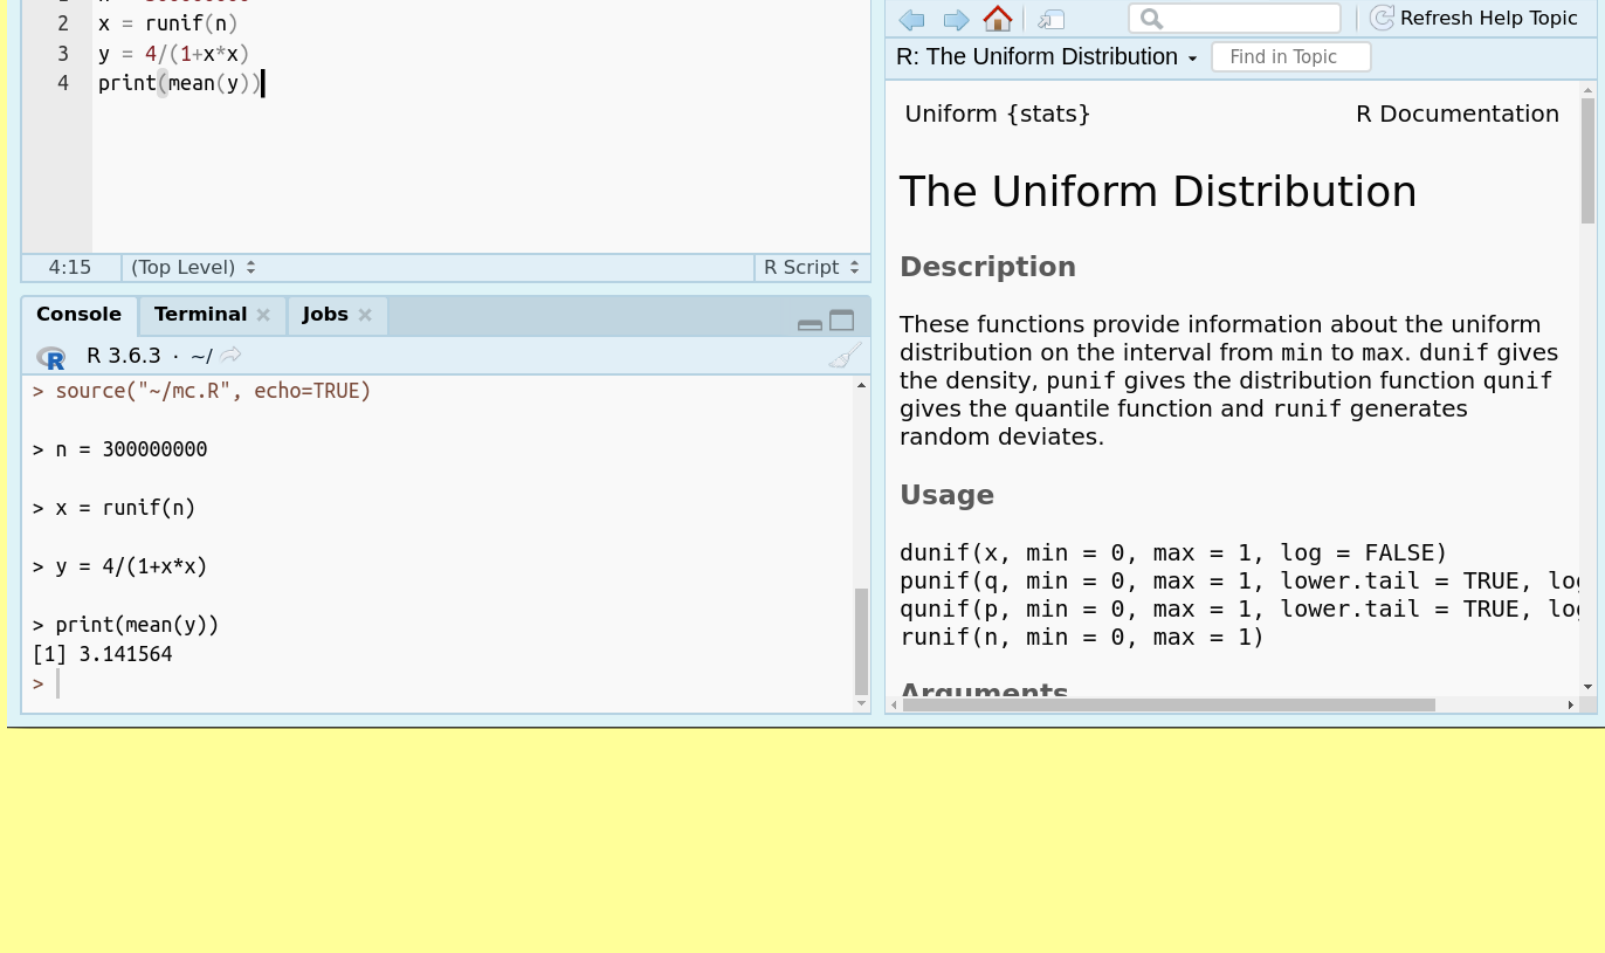 2 x = runif(n)
3 y = 4/(1+x*x)
4 print(mean(y))
4:15 (Top Level) R Script
Console Terminal Jobs
R R 3.6.3 · ~/
> source("~/mc.R", echo=TRUE)
> n = 300000000
> x = runif(n)
> y = 4/(1+x*x)
> print(mean(y))
[1] 3.141564
>
Refresh Help Topic
R: The Uniform Distribution Find in Topic
Uniform {stats} R Documentation
The Uniform Distribution
Description
These functions provide information about the uniform
distribution on the interval from min to max. dunif gives
the density, punif gives the distribution function qunif
gives the quantile function and runif generates
random deviates.
Usage
dunif(x, min = 0, max = 1, log = FALSE)
punif(q, min = 0, max = 1, lower.tail = TRUE,
qunif(p, min = 0, max = 1, lower.tail = TRUE,
runif(n, min = 0, max = 1)
Arguments